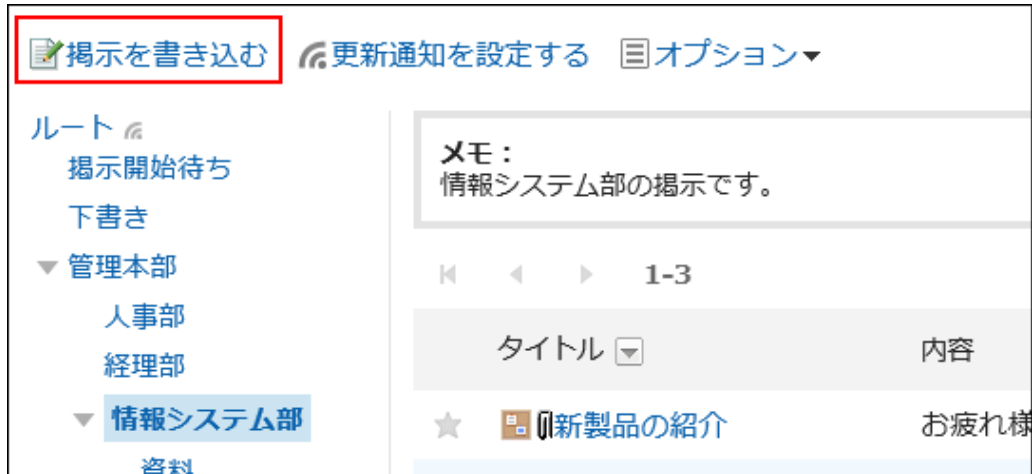 掲示を書き込む 更新通知を設定する オプション
ルート
掲示開始待ち
下書き
管理本部
人事部
経理部
情報システム部
資料
メモ：
情報システム部の掲示です。
1-3
タイトル 内容
新製品の紹介 お疲れ様